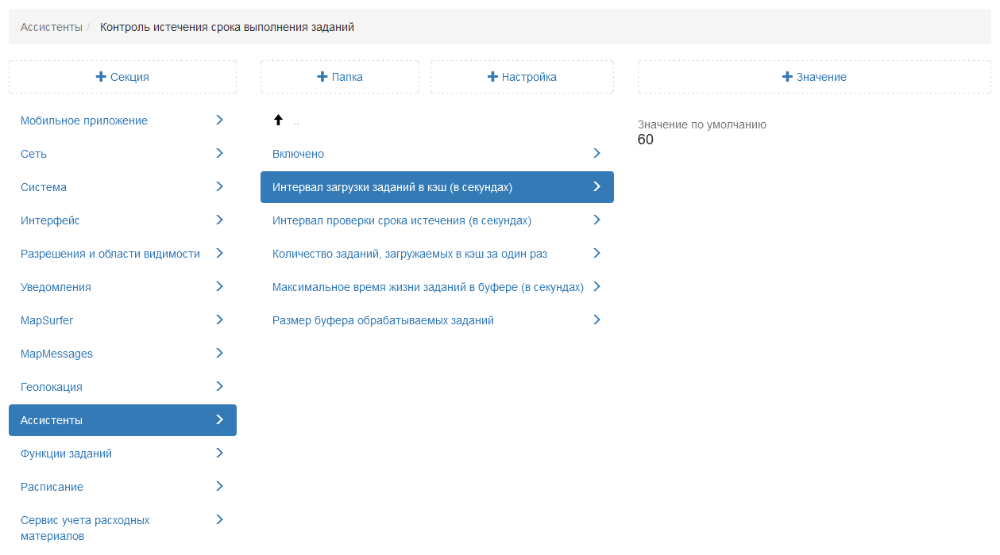 Ассистенты / Контроль истечения срока выполнения заданий
Секция
Папка
Настройка
Значение
Мобильное приложение
Сеть
Система
Интерфейс
Разрешения и области видимости
Уведомления
MapSurfer
MapMessages
Геолокация
Ассистенты
Функции заданий
Расписание
Сервис учета расходных
материалов
..
Включено
Интервал загрузки заданий в кэш (в секундах)
Интервал проверки срока истечения (в секундах)
Количество заданий, загружаемых в кэш за один раз
Максимальное время жизни заданий в буфере (в секундах)
Размер буфера обрабатываемых заданий
Значение по умолчанию
60